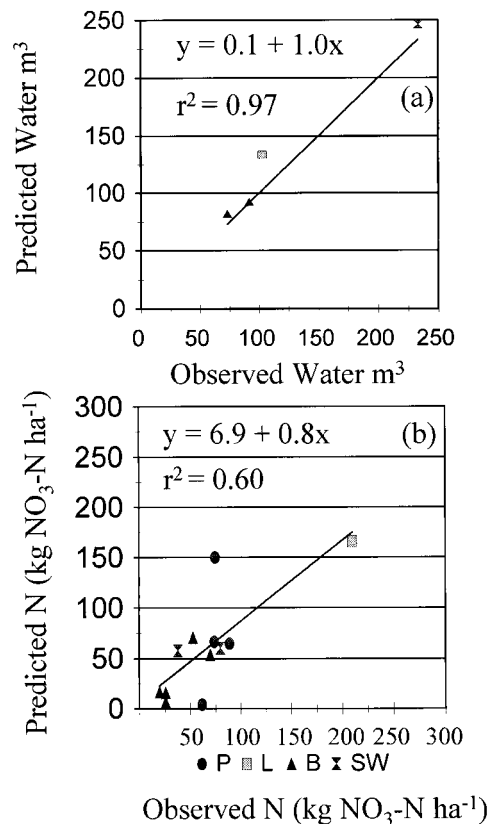 250
200
150
100
50
0
Predicted Water m³
y = 0.1 + 1.0x
r² = 0.97
(a)
0 50 100 150 200 250
Observed Water m³
300
250
200
150
100
50
0
Predicted N (kg NO₃-N ha⁻¹)
y = 6.9 + 0.8x
r² = 0.60
(b)
50 100 150 200 250 300
P L B SW
Observed N (kg NO₃-N ha⁻¹)